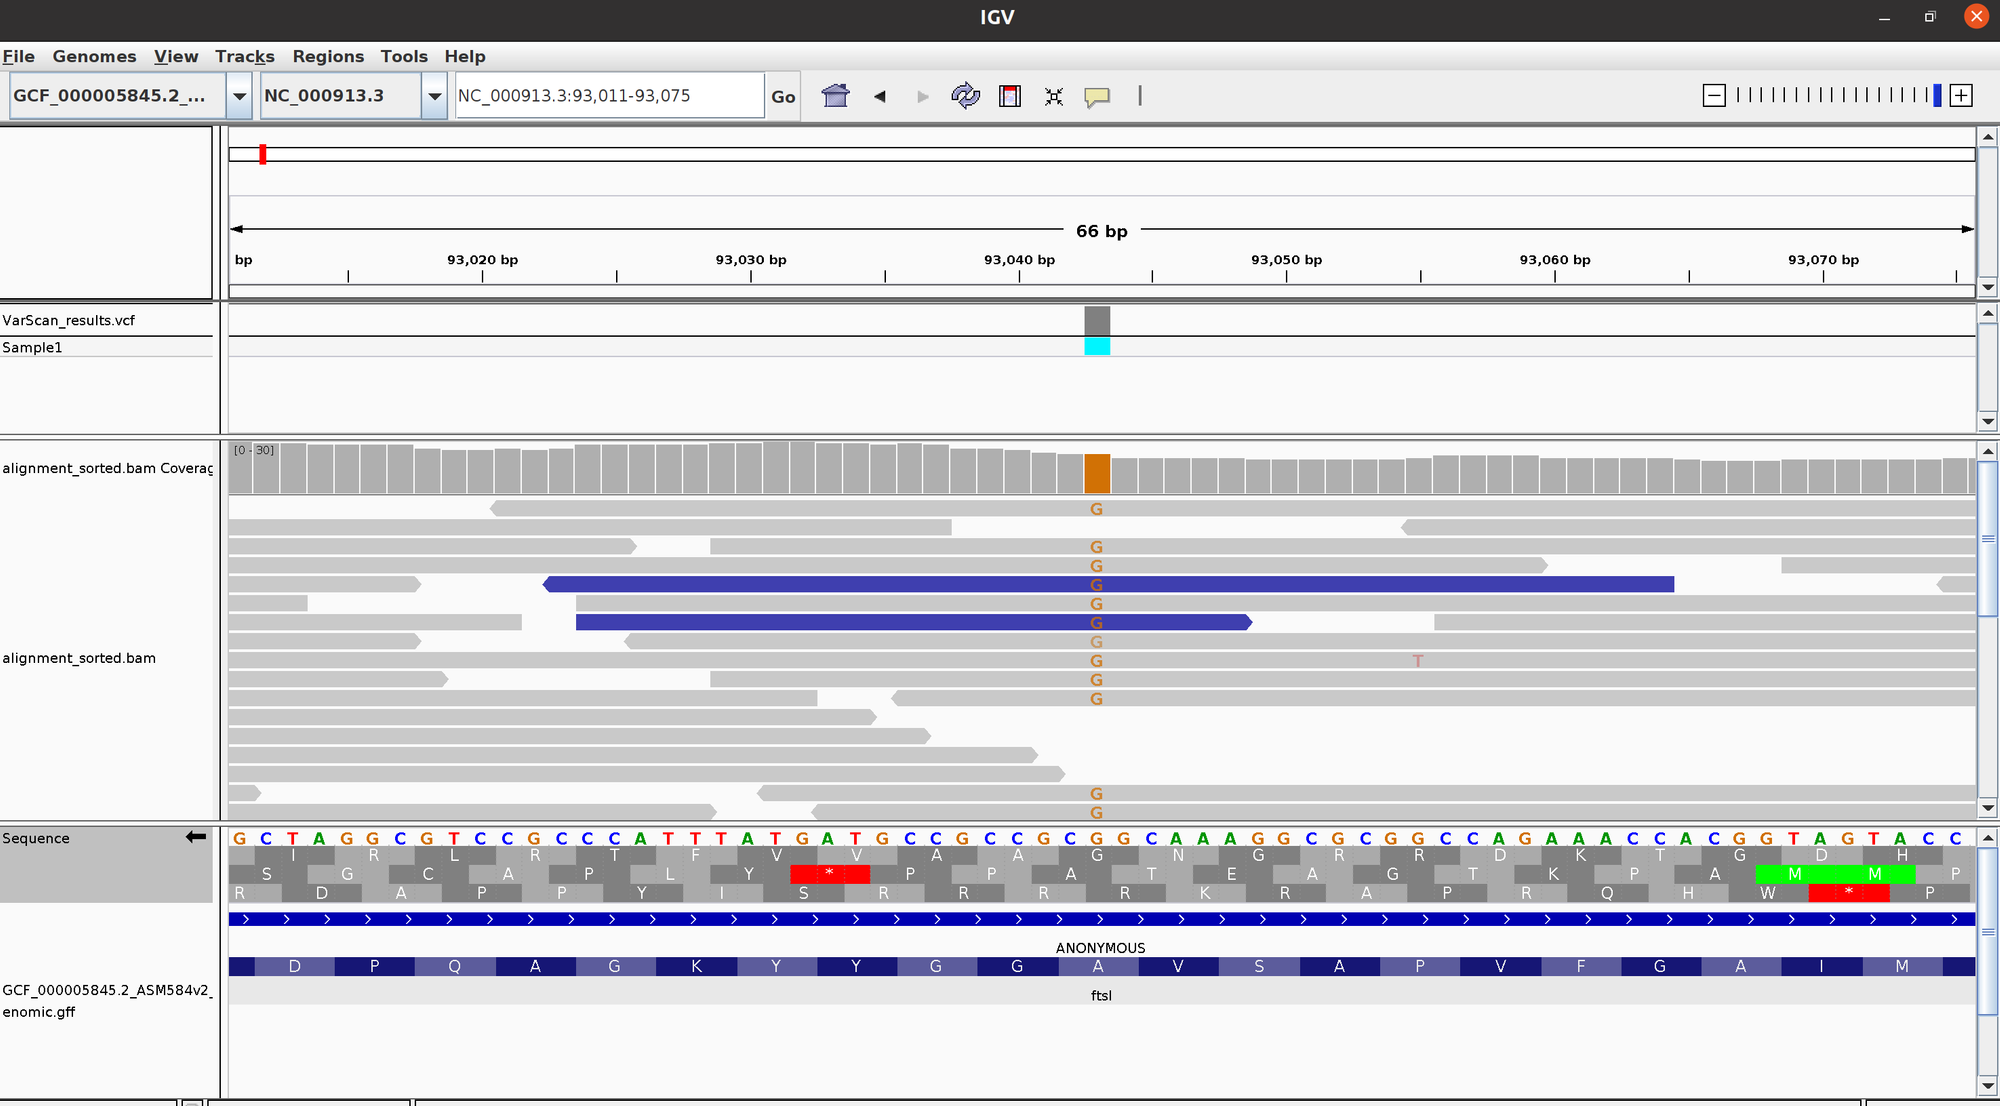 IGV
File Genomes View Tracks Regions Tools Help
GCF_000005845.2_... NC_000913.3 NC_000913.3:93,011-93,075 Go
66 bp
bp 93,020 bp 93,030 bp 93,040 bp 93,050 bp 93,060 bp 93,070 bp
VarScan_results.vcf
Sample1
[0 - 30]
alignment_sorted.bam Coverag
G
G
G
G
G
G
G
alignment_sorted.bam
G T
G
G
G
G
Sequence G C T A G G C G T C C G C C C A T T T A T G A T G C C G C C G C G G C A A A G G C G C G G C C A G A A A C C A C G G T A G T A C C
I R L R T F V V A A G N G R R D K T G D H
S G C A P L Y * P P A T E A G T K P A M M P
R D A P P Y I S R R R R K R A P R Q H W * P
ANONYMOUS
D P Q A G K Y Y G G A V S A P V F G A I M
GCF_000005845.2_ASM584v2_
enomic.gff
ftsI